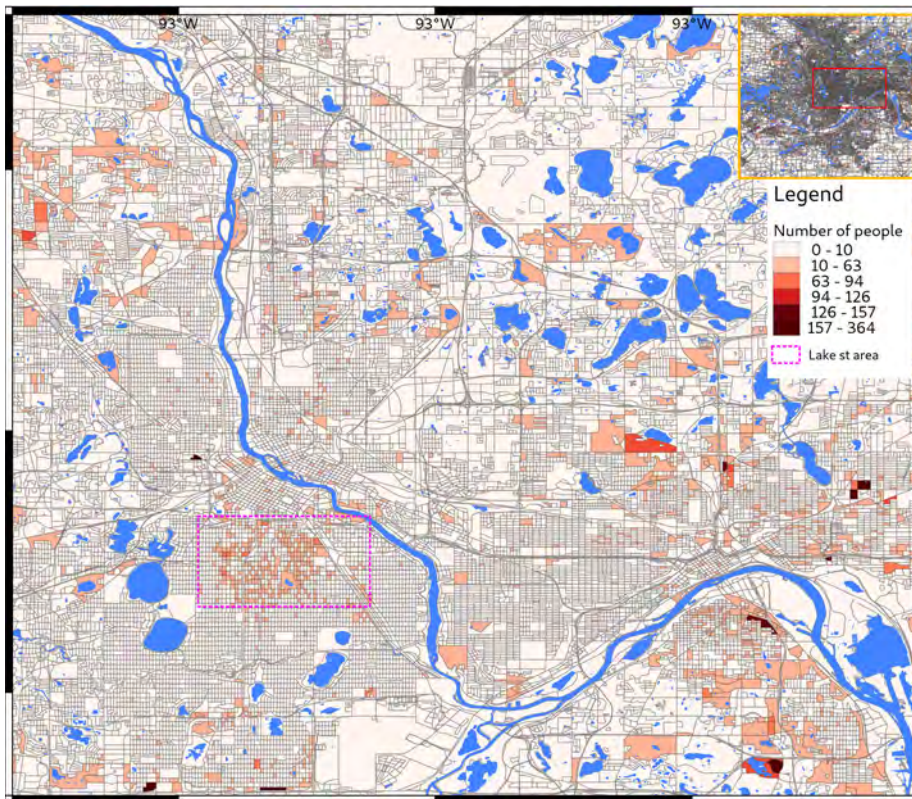 93°W 93°W 93°W
Legend
Number of people
0 - 10
10 - 63
63 - 94
94 - 126
126 - 157
157 - 364
Lake st area